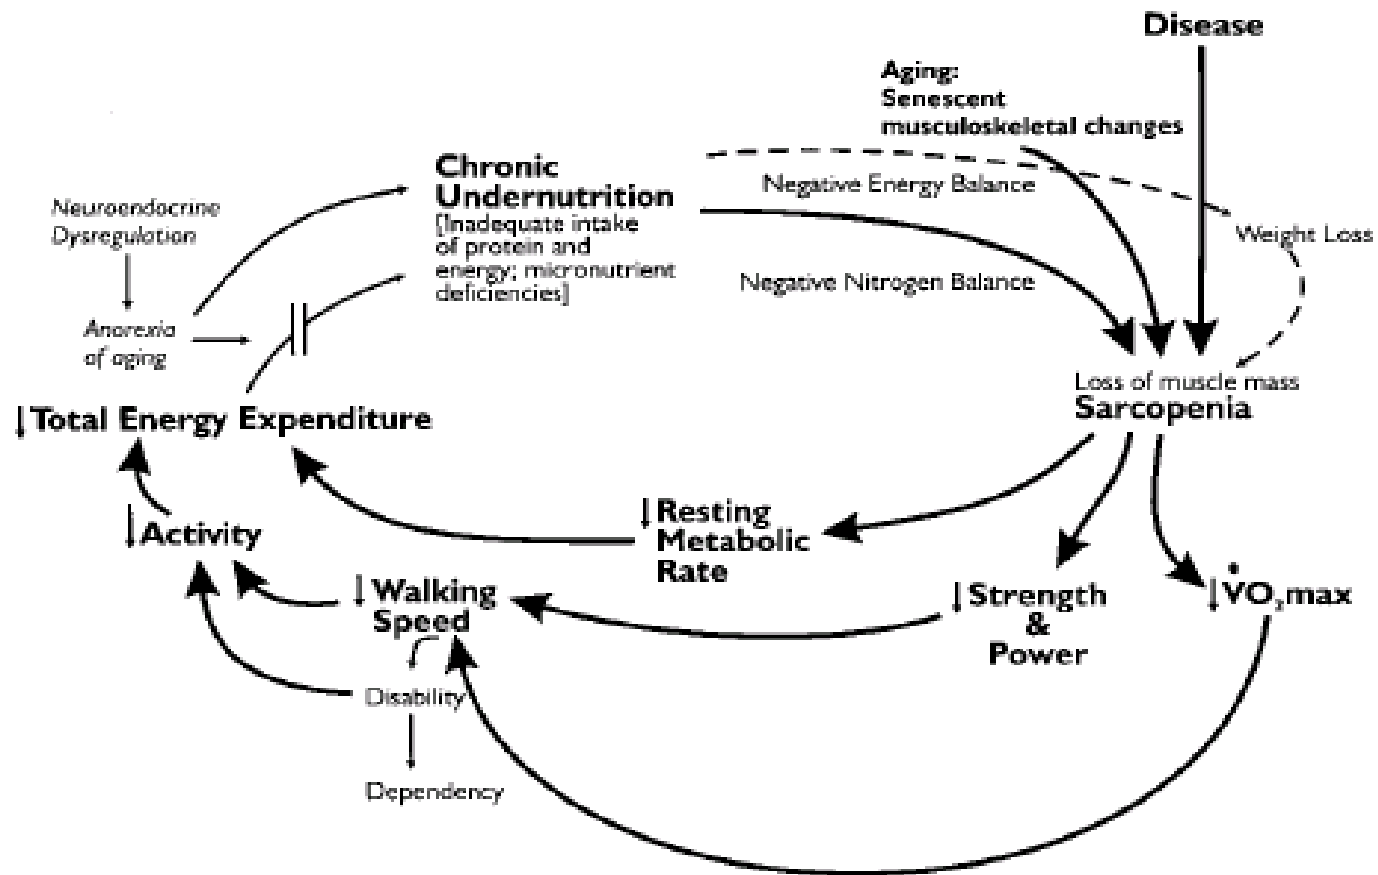 Disease
Aging:
Senescent
musculoskeletal changes
Chronic
Undernutrition
[Inadequate intake
of protein and
energy; micronutrient
deficiencies]
Negative Energy Balance
Neuroendocrine
Dysregulation
Weight Loss
Negative Nitrogen Balance
Anorexia
of aging
Loss of muscle mass
Sarcopenia
↓Total Energy Expenditure
↓Resting
Metabolic
Rate
↓Activity
↓Walking
Speed
↓Strength
&
Power
↓V̇O₂max
Disability
Dependency